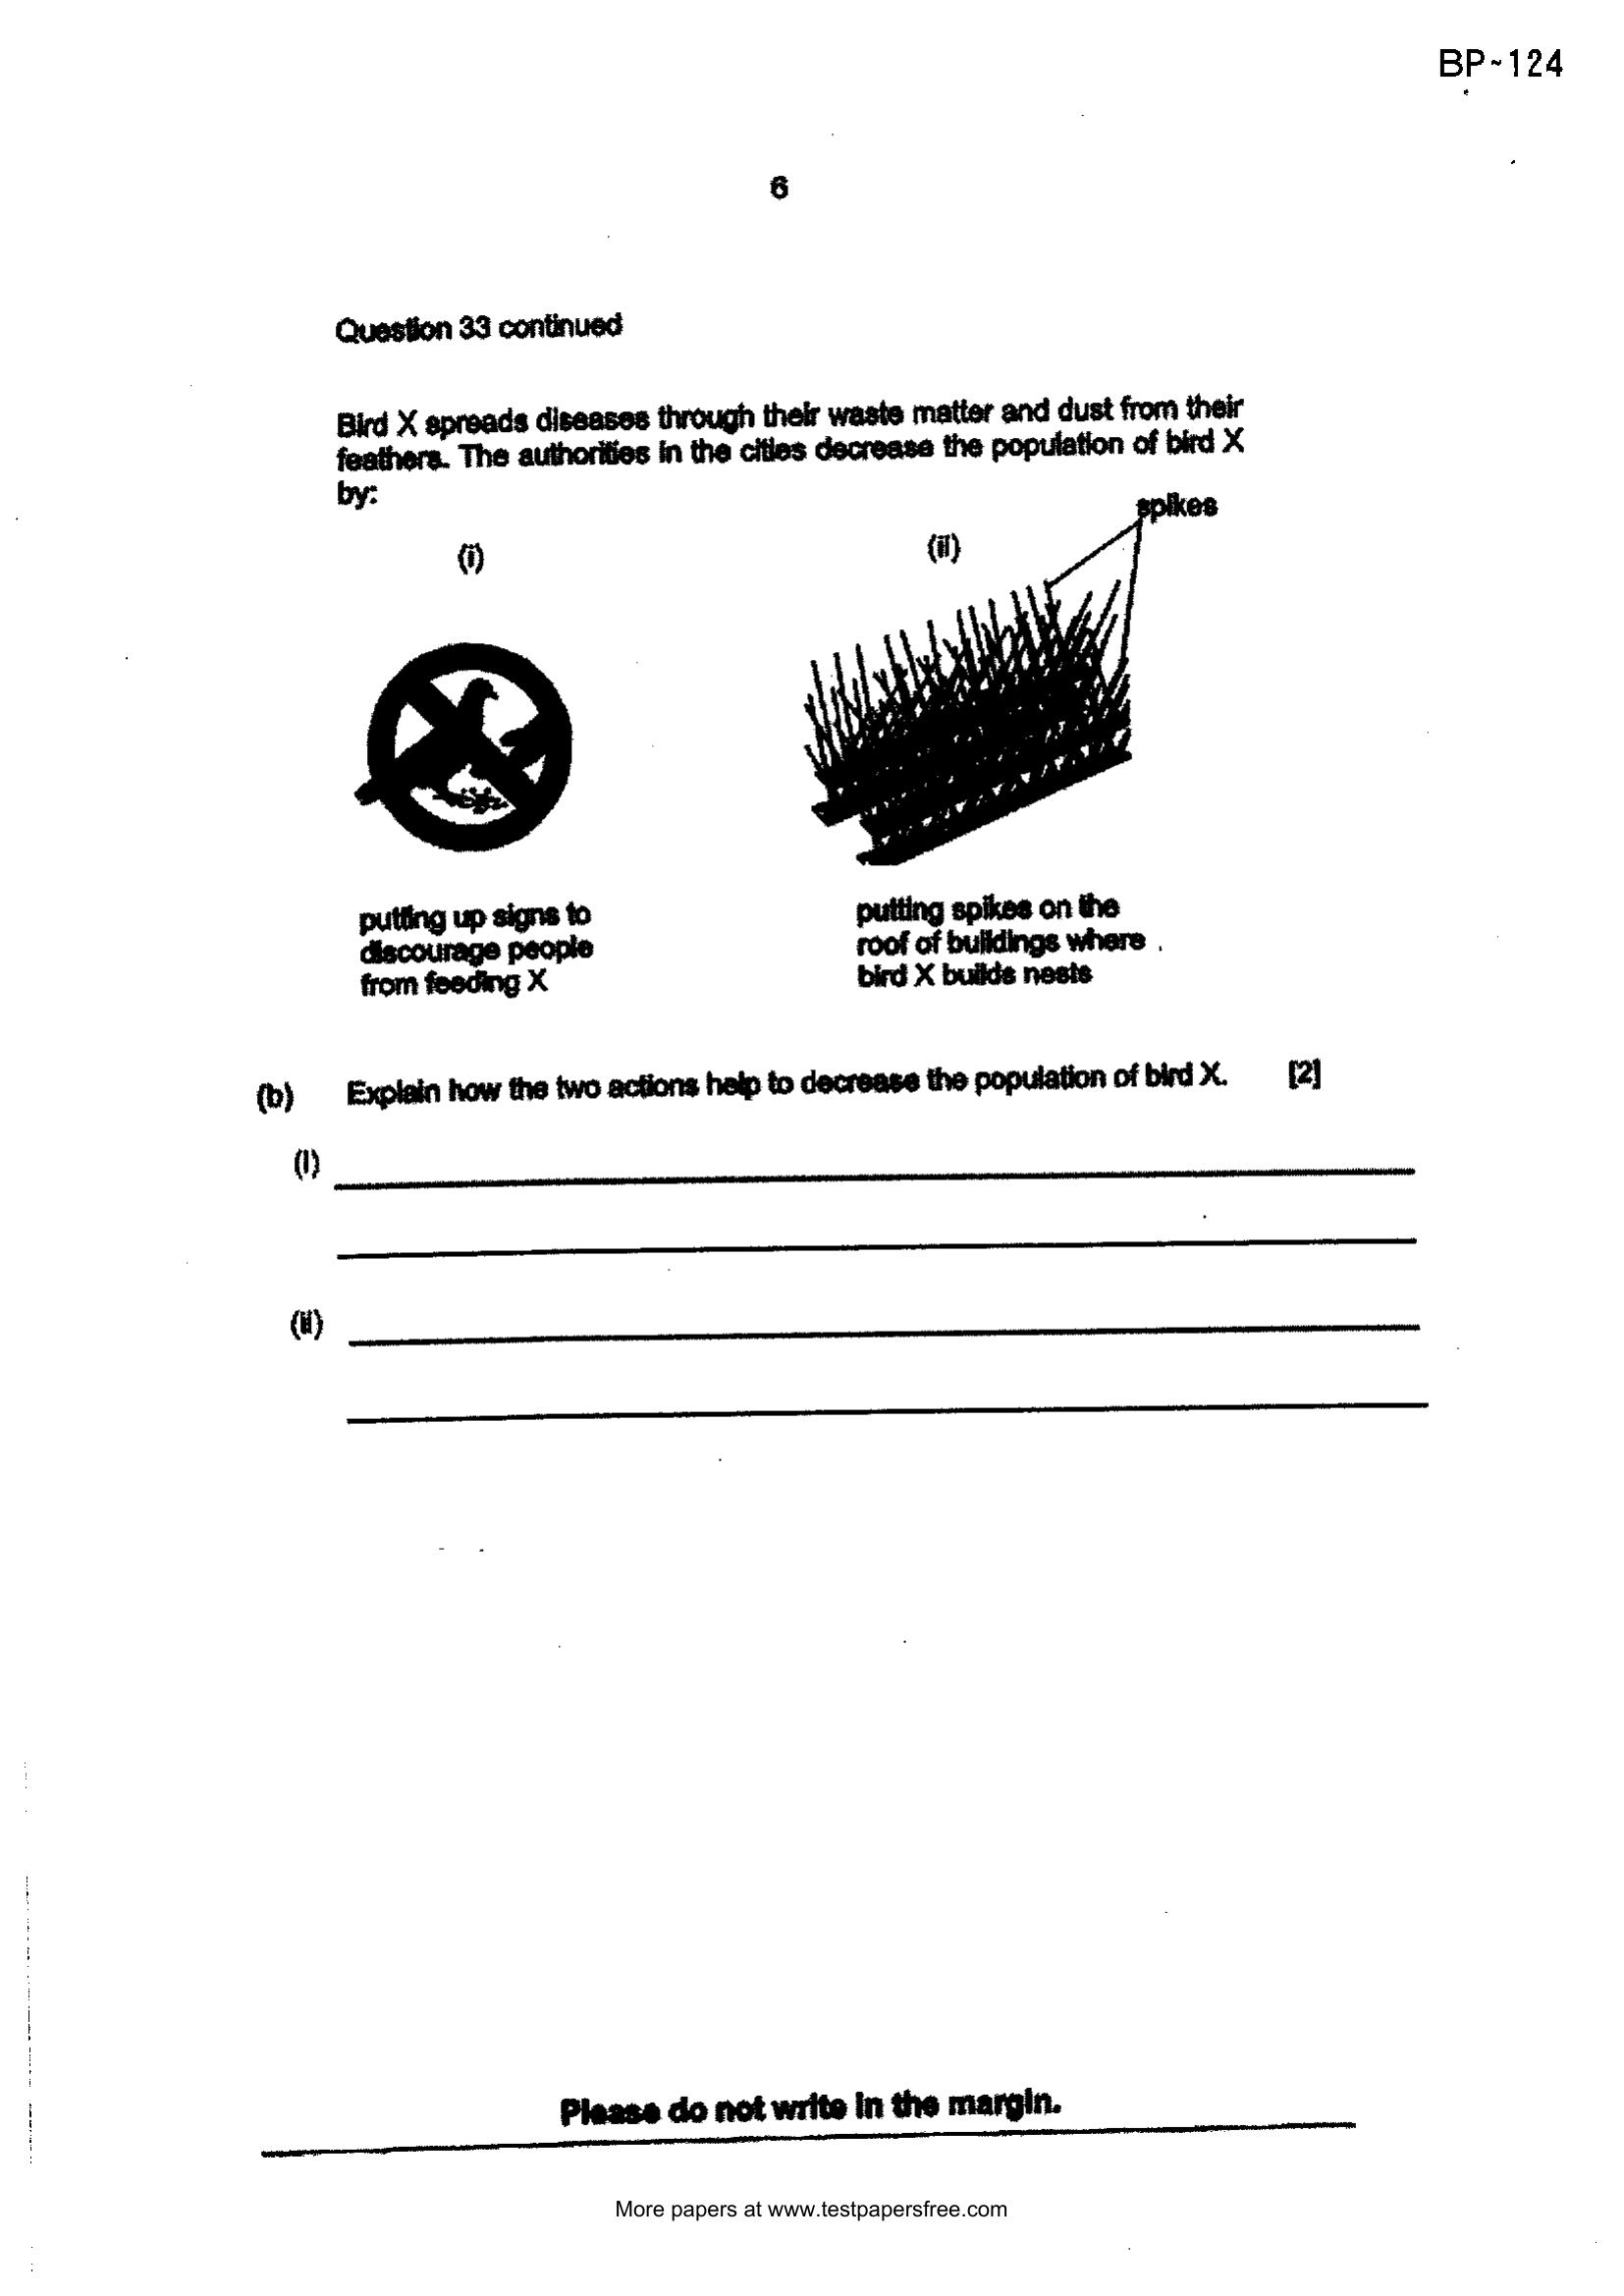 BP~124
6
Question 33 continued
Bird X spreads diseases through their waste matter and dust from their
feathers. The authorities in the cities decrease the population of bird X
by:
spikes
(i)
(ii)
putting up signs to
discourage people
from feeding X
putting spikes on the
roof of buildings where
bird X builds nests
(b) Explain how the two actions help to decrease the population of bird X. [2]
(i)
(ii)
Please do not write in the margin.
More papers at www.testpapersfree.com